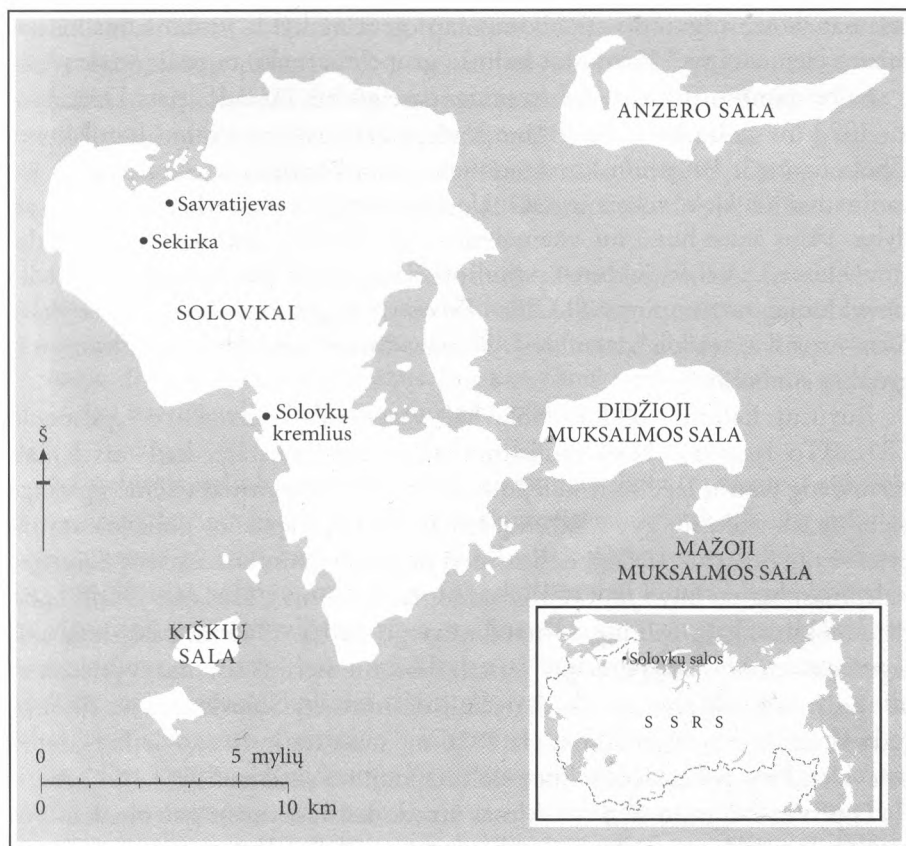 ANZERO SALA
Savvatijevas
Sekirka
SOLOVKAI
Solovkų
kremlius
DIDŽIOJI
MUKSALMOS SALA
Š
MAŽOJI
MUKSALMOS SALA
KIŠKIŲ
SALA
Solovkų salos
S S R S
0 5 mylių
0 10 km